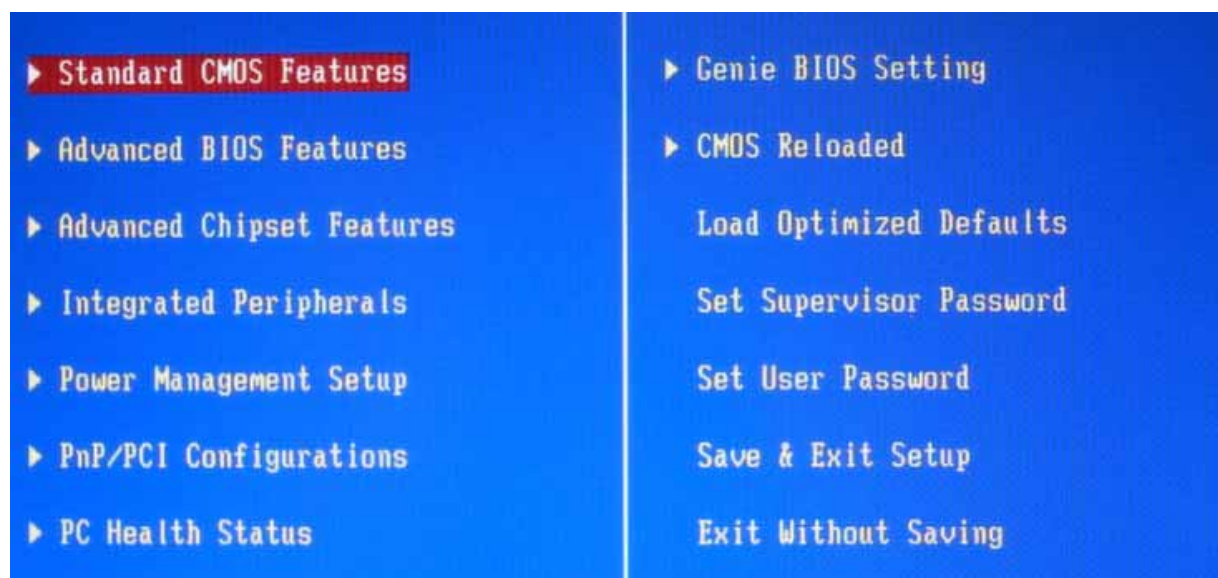 Standard CMOS Features
Advanced BIOS Features
Advanced Chipset Features
Integrated Peripherals
Power Management Setup
PnP/PCI Configurations
PC Health Status
Genie BIOS Setting
CMOS Reloaded
Load Optimized Defaults
Set Supervisor Password
Set User Password
Save & Exit Setup
Exit Without Saving